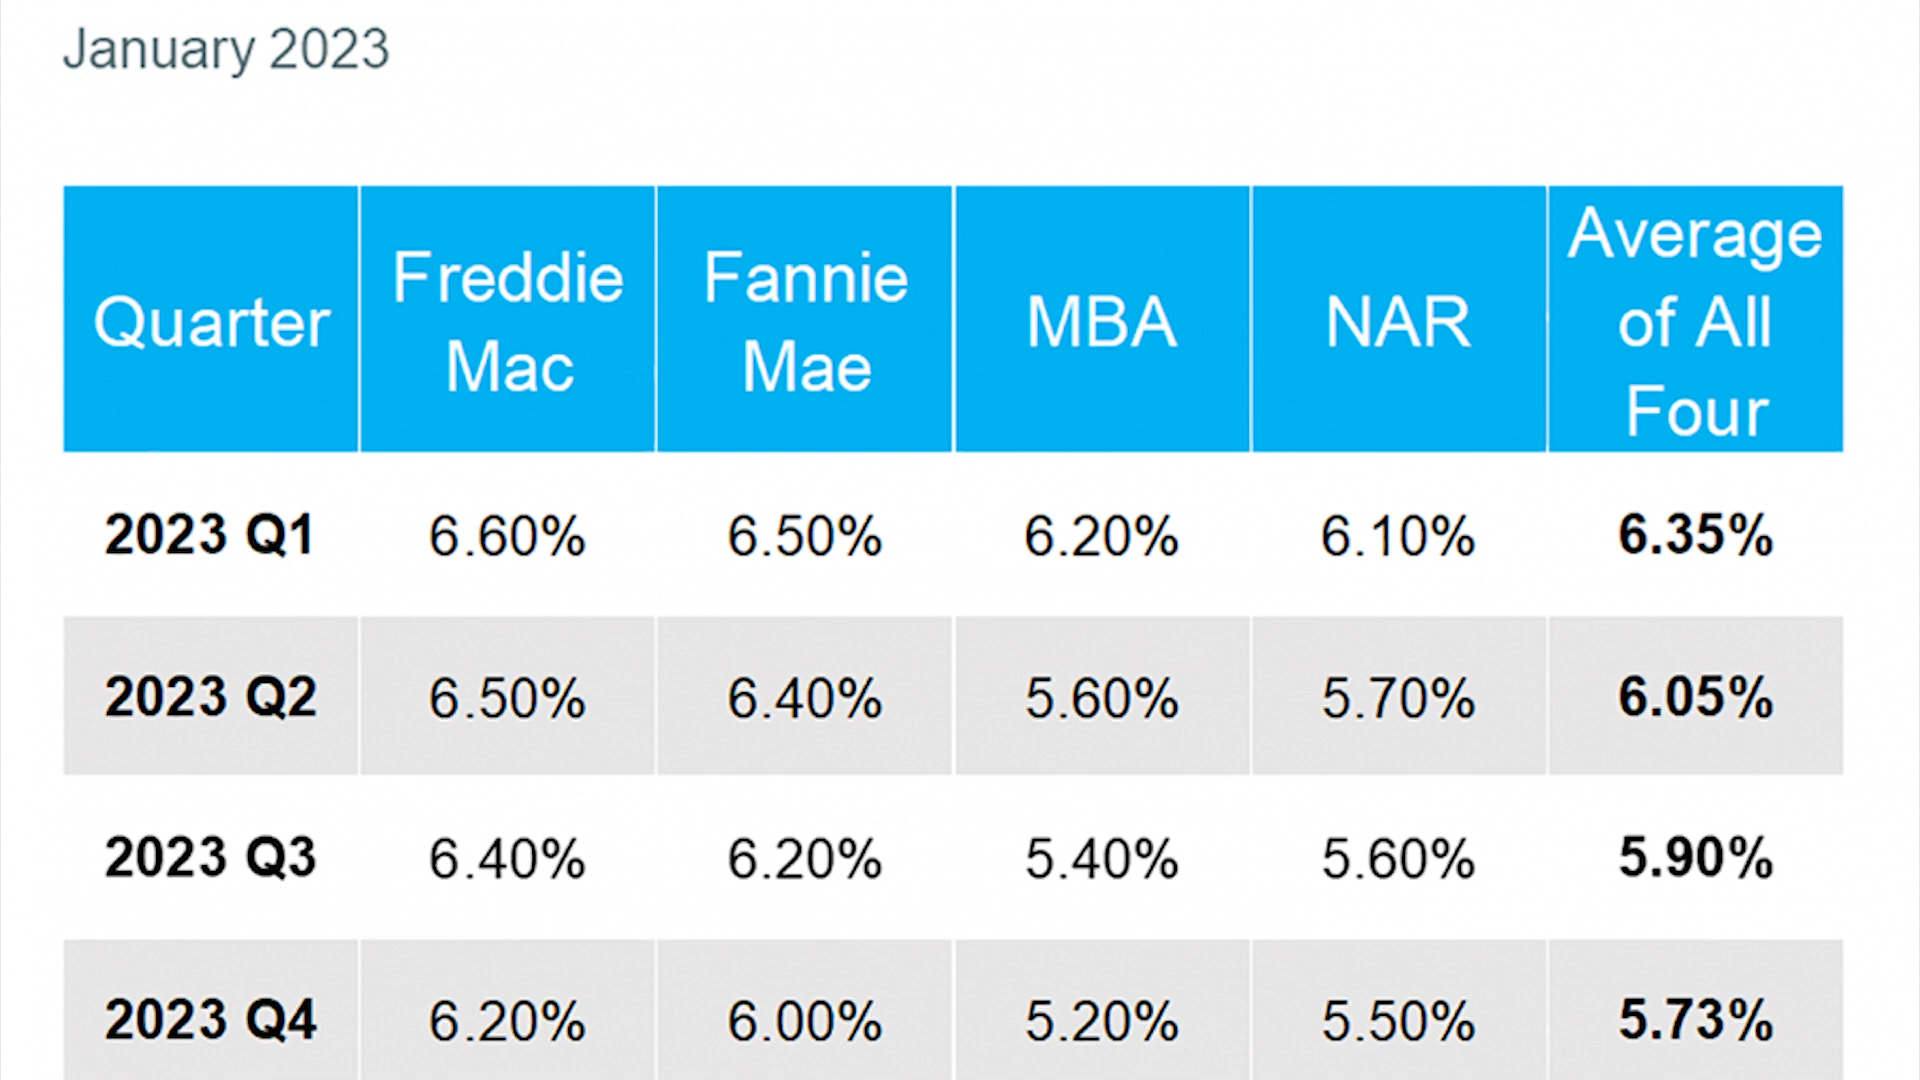 January 2023
Quarter Freddie Mac Fannie Mae MBA NAR Average of All Four
2023 Q1 6.60% 6.50% 6.20% 6.10% 6.35%
2023 Q2 6.50% 6.40% 5.60% 5.70% 6.05%
2023 Q3 6.40% 6.20% 5.40% 5.60% 5.90%
2023 Q4 6.20% 6.00% 5.20% 5.50% 5.73%